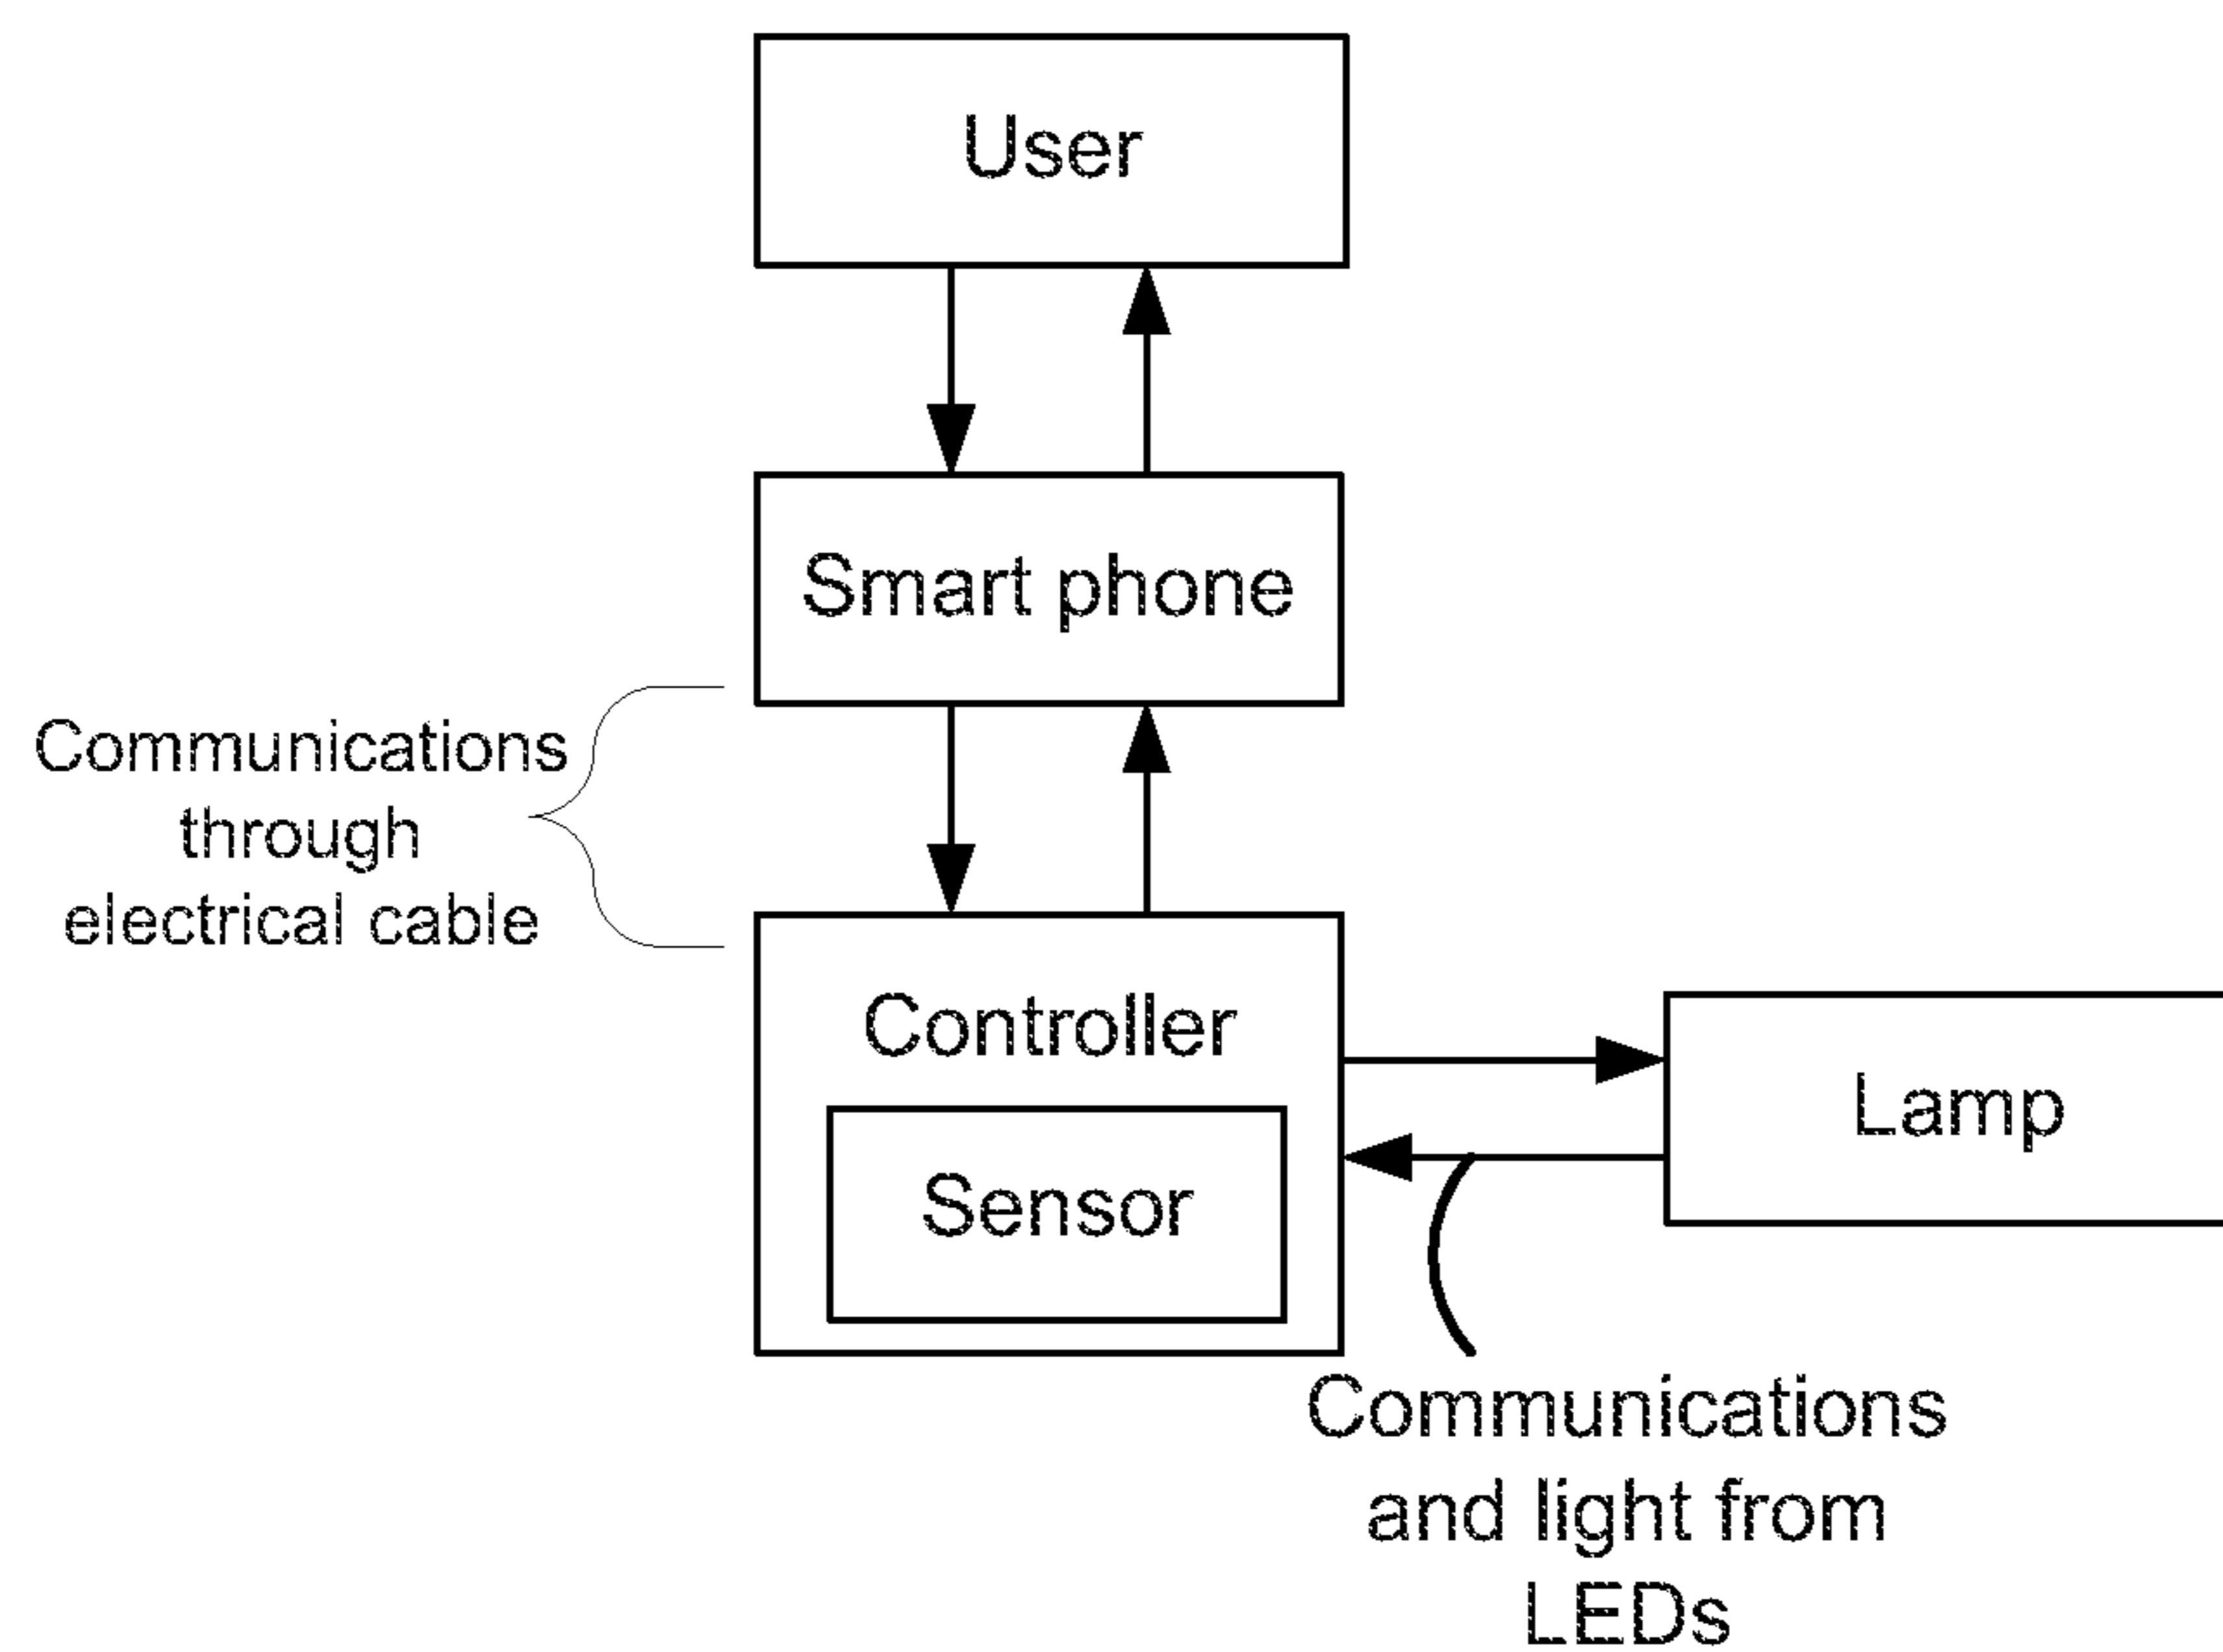 User
Smart phone
Communications
through
electrical cable
Controller
Sensor
Lamp
Communications
and light from
LEDs